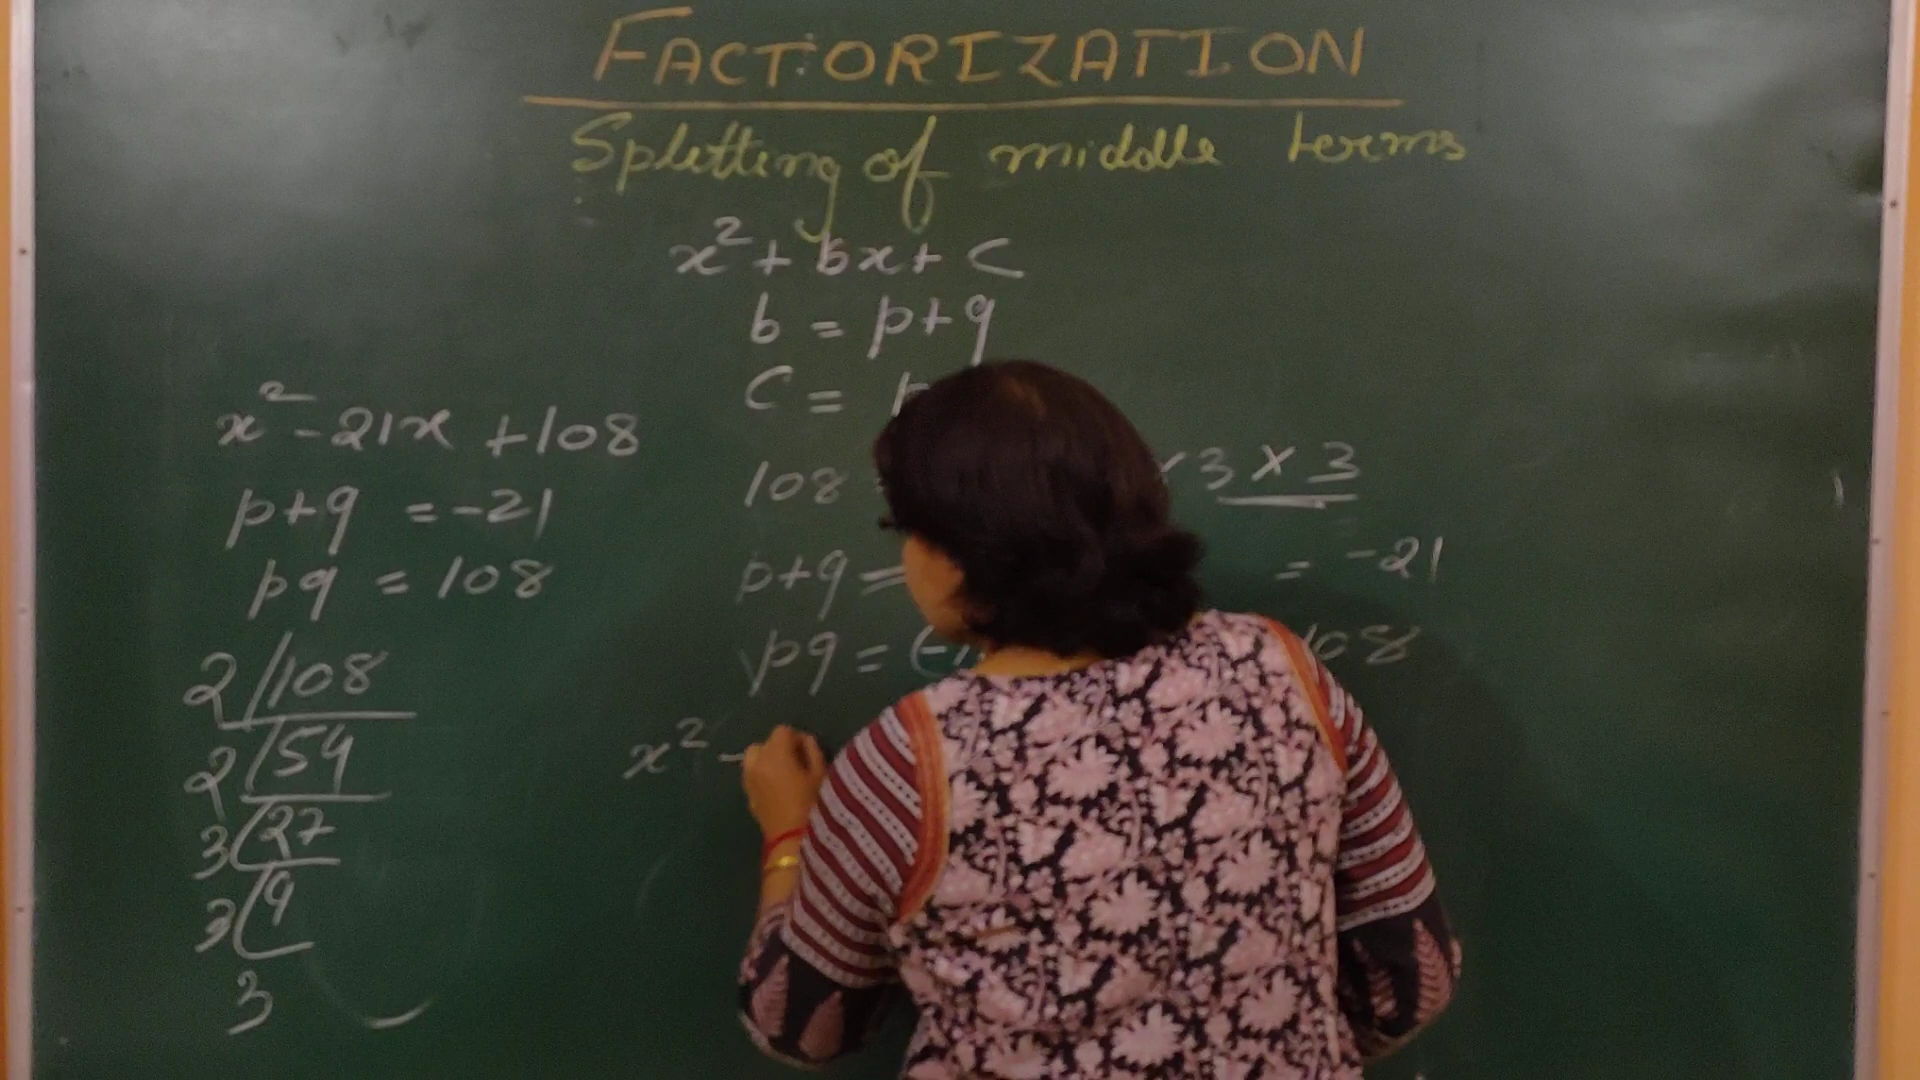 FACTORIZATION
Splitting of middle terms
x² + bx + c
b = p+q
c =
x² - 21x + 108
p+q = -21
pq = 108
2 108
2 54
3 27
3 9
3
108 3 × 3
p+q = = -21
pq = (- 108
x² -